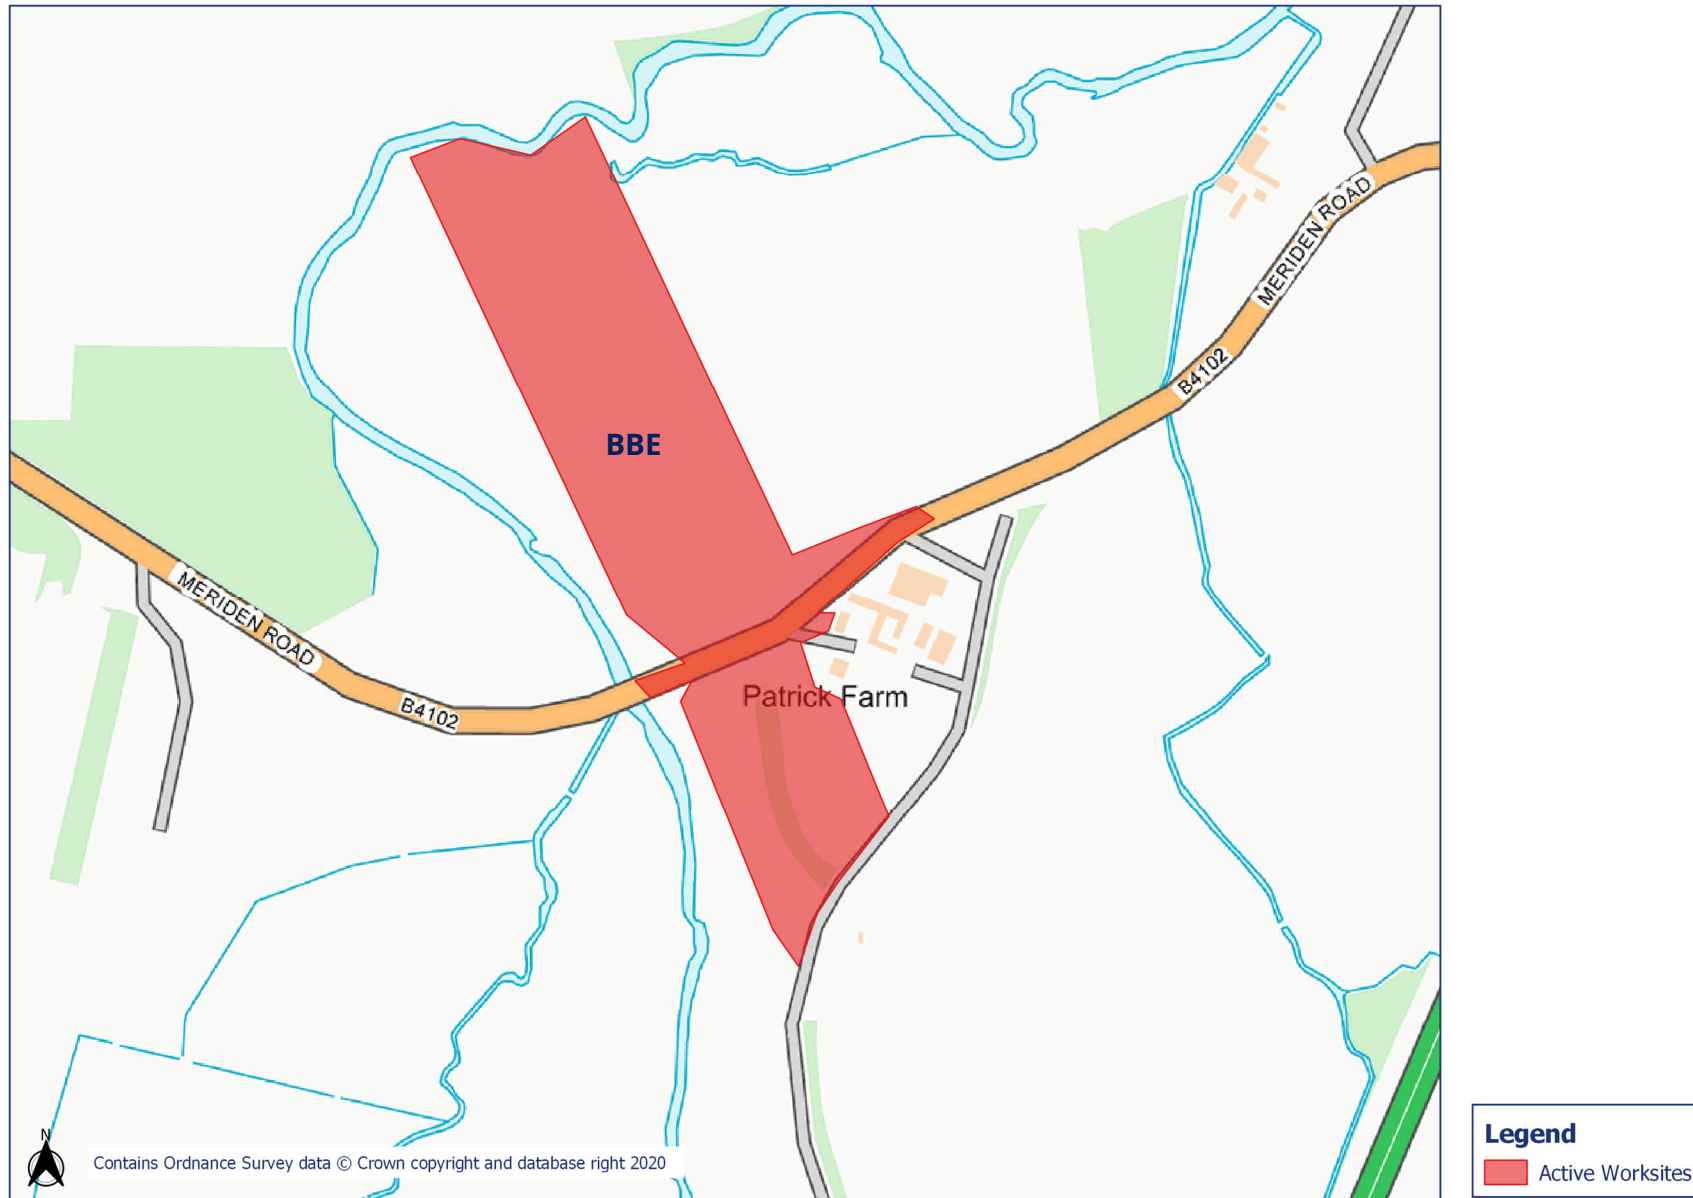 MERIDEN ROAD
B4102
BBE
MERIDEN ROAD
B4102
Patrick Farm
N
Contains Ordnance Survey data © Crown copyright and database right 2020
Legend
Active Worksites